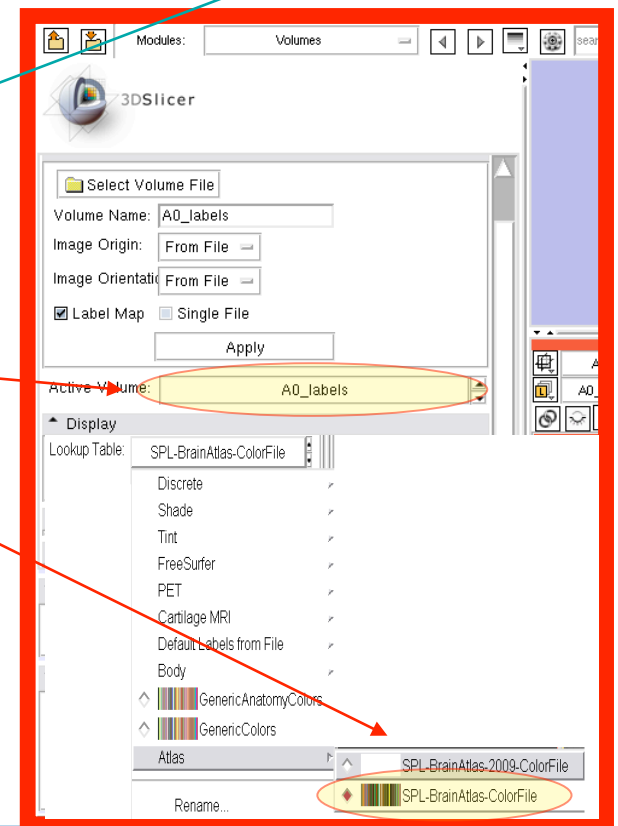 Modules: Volumes sear
3DSlicer
Select Volume File
Volume Name: A0_labels
Image Origin: From File
Image Orientati From File
Label Map Single File
Apply
Active Volume: A0_labels
A
Display
L A0_
Lookup Table: SPL-BrainAtlas-ColorFile
Discrete
Shade
Tint
FreeSurfer
PET
Cartilage MRI
Default Labels from File
Body
GenericAnatomyColors
GenericColors
Atlas
SPL-BrainAtlas-2009-ColorFile
SPL-BrainAtlas-ColorFile
Rename...